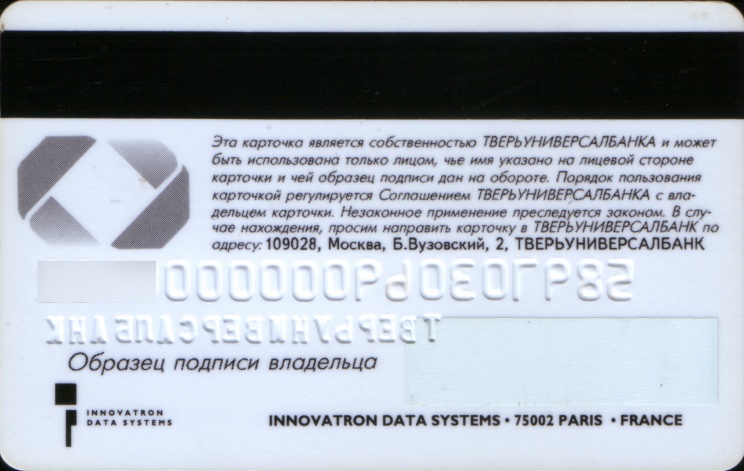 Эта карточка является собственностью ТВЕРЬУНИВЕРСАЛБАНКА и может
быть использована только лицом, чье имя указано на лицевой стороне
карточки и чей образец подписи дан на обороте. Порядок пользования
карточкой регулируется Соглашением ТВЕРЬУНИВЕРСАЛБАНКА с вла-
дельцем карточки. Незаконное применение преследуется законом. В слу-
чае нахождения, просим направить карточку в ТВЕРЬУНИВЕРСАЛБАНК по
адресу: 109028, Москва, Б.Вузовский, 2, ТВЕРЬУНИВЕРСАЛБАНК
ТВЕРЬУНИВЕРСАЛБАНК
Образец подписи владельца
INNOVATRON
DATA SYSTEMS
INNOVATRON DATA SYSTEMS • 75002 PARIS • FRANCE